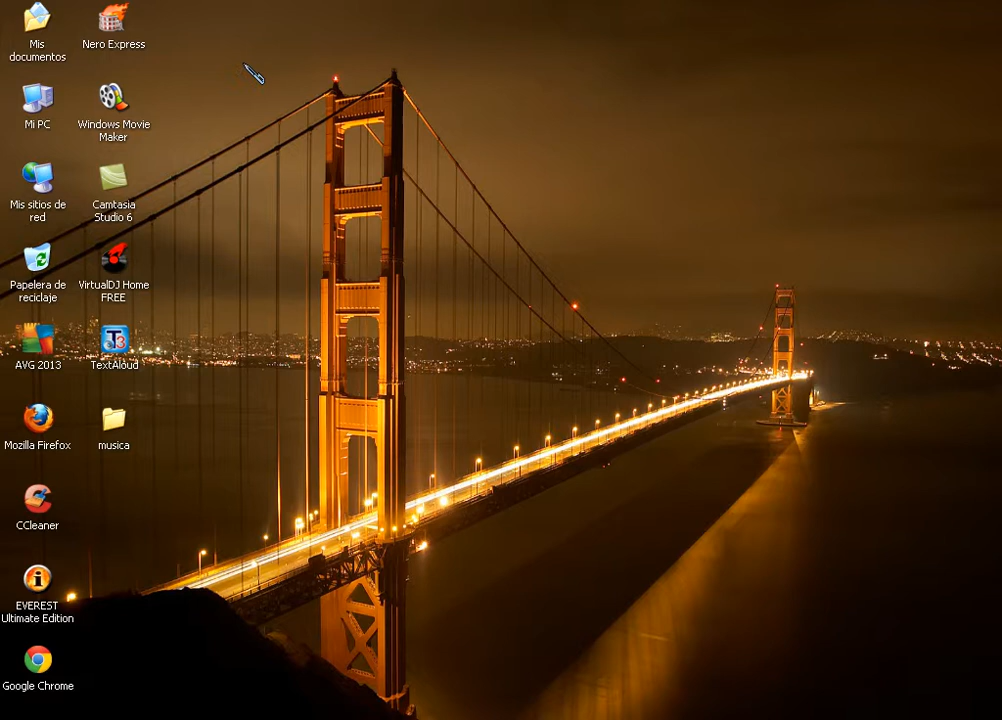 Mis
documentos
Mi PC
Mis sitios de
red
Papelera de
reciclaje
AVG 2013
Mozilla Firefox
CCleaner
EVEREST
Ultimate Edition
Google Chrome
Nero Express
Windows Movie
Maker
Camtasia
Studio 6
VirtualDJ Home
FREE
TextAloud
musica